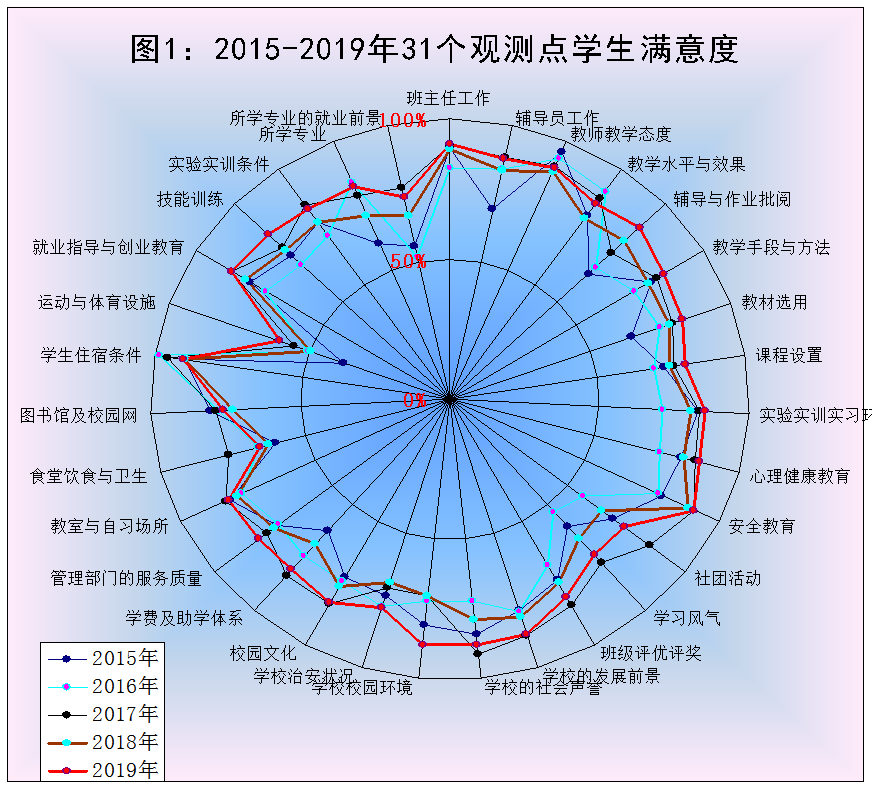 图1：2015-2019年31个观测点学生满意度
班主任工作
辅导员工作
教师教学态度
教学水平与效果
辅导与作业批阅
教学手段与方法
教材选用
课程设置
实验实训实习环
心理健康教育
安全教育
社团活动
学习风气
班级评优评奖
学校的发展前景
学校的社会声誉
学校校园环境
学校治安状况
校园文化
学费及助学体系
管理部门的服务质量
教室与自习场所
食堂饮食与卫生
图书馆及校园网
学生住宿条件
运动与体育设施
就业指导与创业教育
技能训练
实验实训条件
所学专业
所学专业的就业前景
100%
50%
0%
2015年
2016年
2017年
2018年
2019年